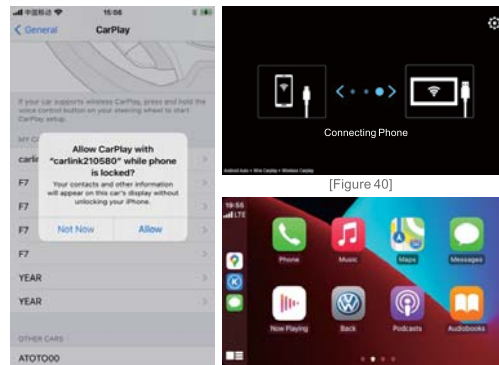 中国移动
15:06
General
CarPlay
If your car supports wireless CarPlay, press and hold the
voice control button on your steering wheel to start
CarPlay setup.
Allow CarPlay with
"carlink210580" while phone
is locked?
Your contacts and other information
will appear on this car's display without
unlocking your iPhone.
Not Now
Allow
F7
F7
F7
F7
YEAR
YEAR
OTHER CARS
ATOTO00
Connecting Phone
Android Auto + Wire Carplay + Wireless Carplay
[Figure 40]
19:55
LTE
Phone
Music
Maps
Messages
Now Playing
Back
Podcasts
Audiobooks